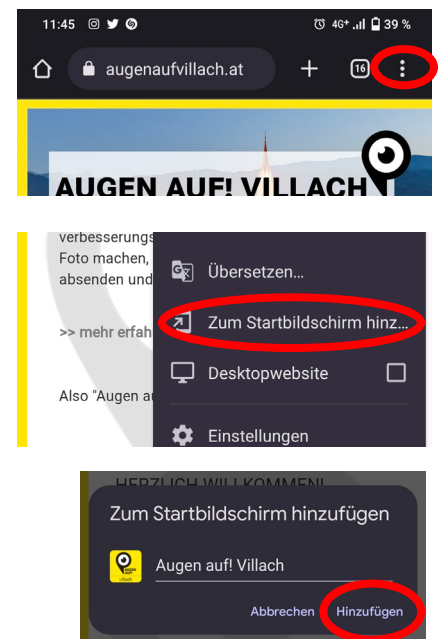 11:45 4G+ 39 %
augenaufvillach.at 16
AUGEN AUF! VILLACH
verbesserungs
Foto machen,
absenden und
Übersetzen...
>> mehr erfah
Zum Startbildschirm hinz...
Desktopwebsite
Also "Augen au
Einstellungen
HERZLICH WILLKOMMEN!
Zum Startbildschirm hinzufügen
Augen auf! Villach
Abbrechen Hinzufügen